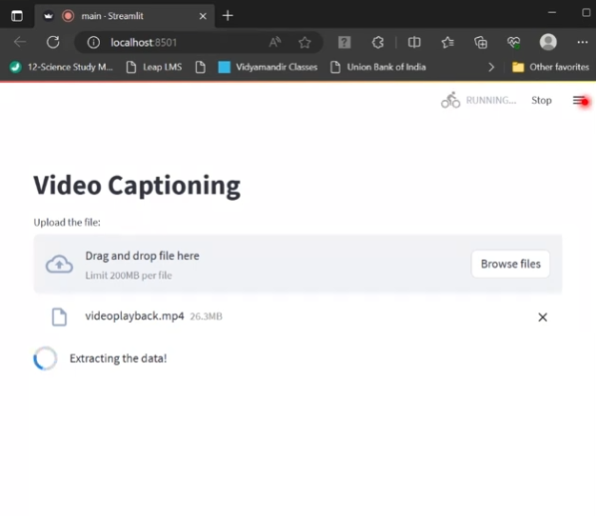 main - Streamlit
localhost:8501
12-Science Study M...
Leap LMS
Vidyamandir Classes
Union Bank of India
Other favorites
RUNNING...
Stop
Video Captioning
Upload the file:
Drag and drop file here
Limit 200MB per file
Browse files
videoplayback.mp4 26.3MB
Extracting the data!